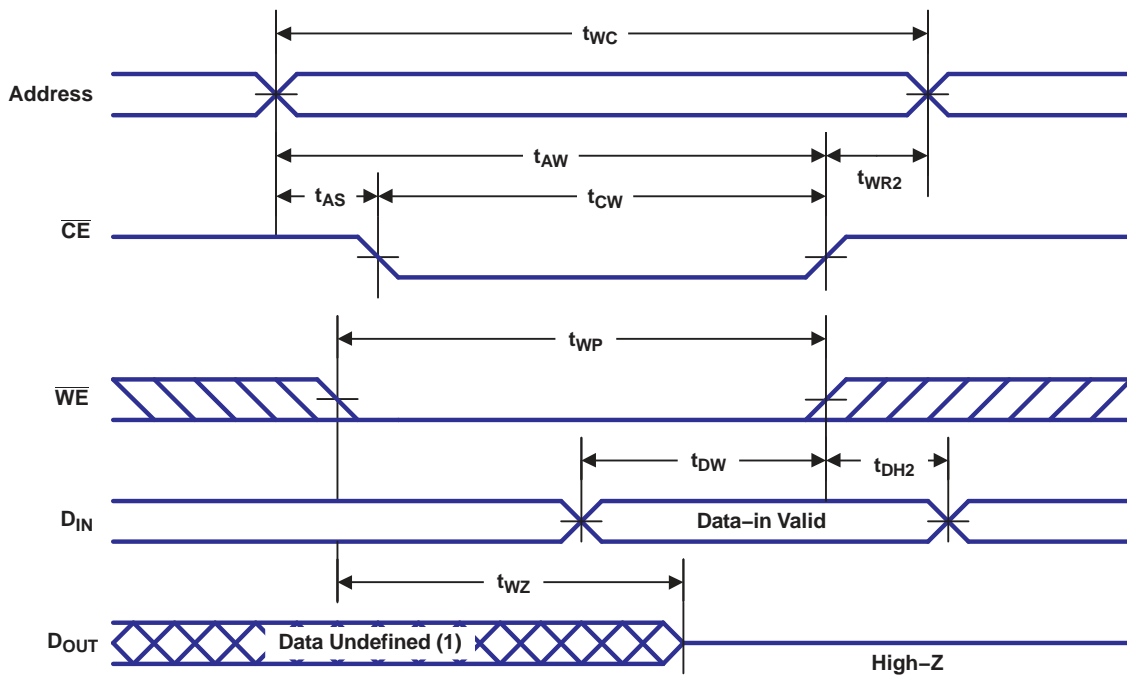 tWC
Address
tAW
tWR2
tAS
tCW
CE
tWP
WE
tDW
tDH2
DIN
Data–in Valid
tWZ
DOUT
Data Undefined (1)
High–Z